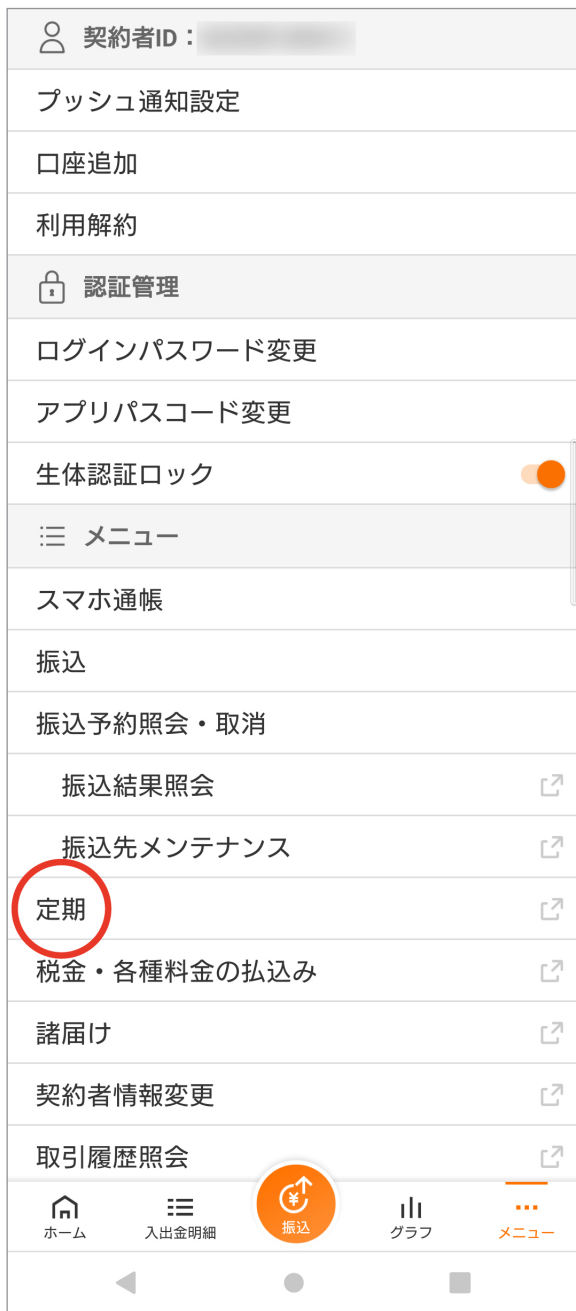 契約者ID：
プッシュ通知設定
口座追加
利用解約
認証管理
ログインパスワード変更
アプリパスコード変更
生体認証ロック
メニュー
スマホ通帳
振込
振込予約照会・取消
振込結果照会
振込先メンテナンス
定期
税金・各種料金の払込み
諸届け
契約者情報変更
取引履歴照会
ホーム
入出金明細
振込
グラフ
メニュー